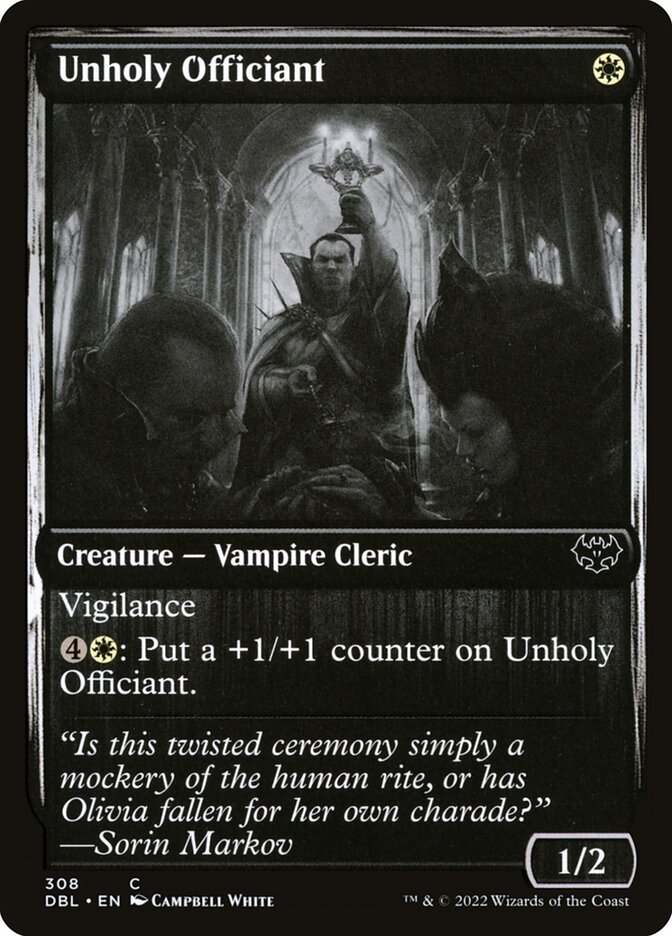 Unholy Officiant
Creature — Vampire Cleric
Vigilance
4: Put a +1/+1 counter on Unholy
Officiant.
“Is this twisted ceremony simply a
mockery of the human rite, or has
Olivia fallen for her own charade?”
—Sorin Markov
1/2
308 C
DBL • EN CAMPBELL WHITE
™ & © 2022 Wizards of the Coast